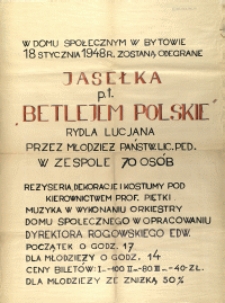 W DOMU SPOŁECZNYM W BYTOWIE
18 STYCZNIA 1948 R. ZOSTANĄ ODEGRANE
JASEŁKA
p.t.
"BETLEJEM POLSKIE"
RYDLA LUCJANA
PRZEZ MŁODZIEŻ PAŃSTW. LIC. PED.
W ZESPOLE 70 OSÓB
REŻYSERIA, DEKORACJE I KOSTIUMY POD
KIEROWNICTWEM PROF. PIĘTKI
MUZYKA W WYKONANIU ORKIESTRY
DOMU SPOŁECZNEGO W OPRACOWANIU
DYREKTORA ROGOWSKIEGO EDW.
POCZĄTEK O GODZ. 17
DLA MŁODZIEŻY O GODZ. 14
CENY BILETÓW: I-100 II-80 III-40-ZŁ.
DLA MŁODZIEŻY ZE ZNIŻKĄ 50%